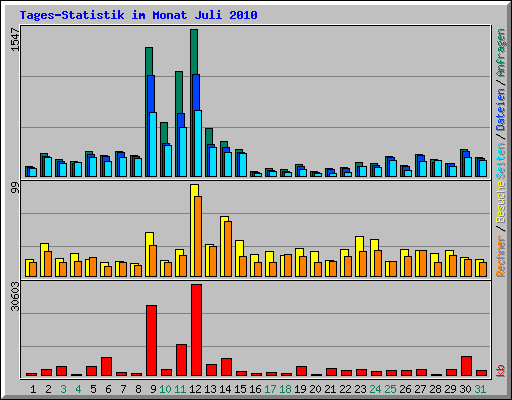 Tages-Statistik im Monat Juli 2010
1547
99
30603
Rechner / Besuche Seiten / Dateien / Anfragen
kb
1 2 3 4 5 6 7 8 9 10 11 12 13 14 15 16 17 18 19 20 21 22 23 24 25 26 27 28 29 30 31